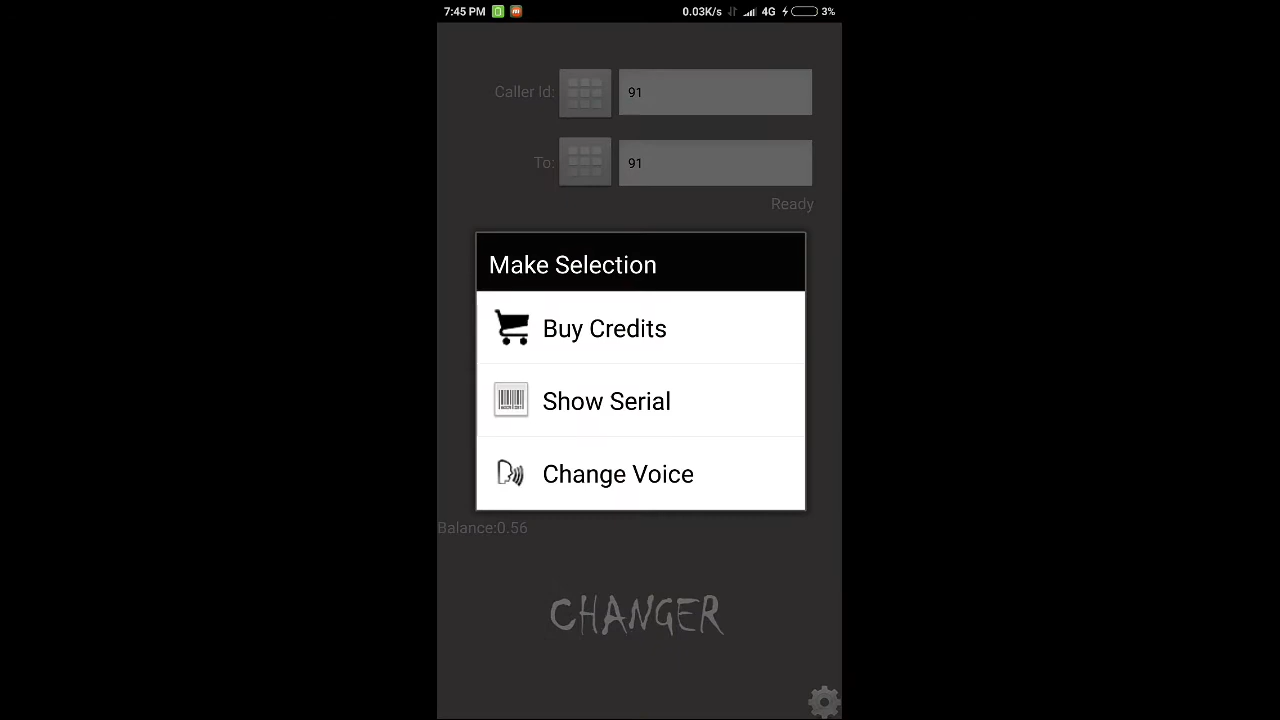 7:45 PM 0.03K/s 4G 3%
Caller Id: 91
To: 91
Ready
Make Selection
Buy Credits
Show Serial
Change Voice
Balance:0.56
CHANGER